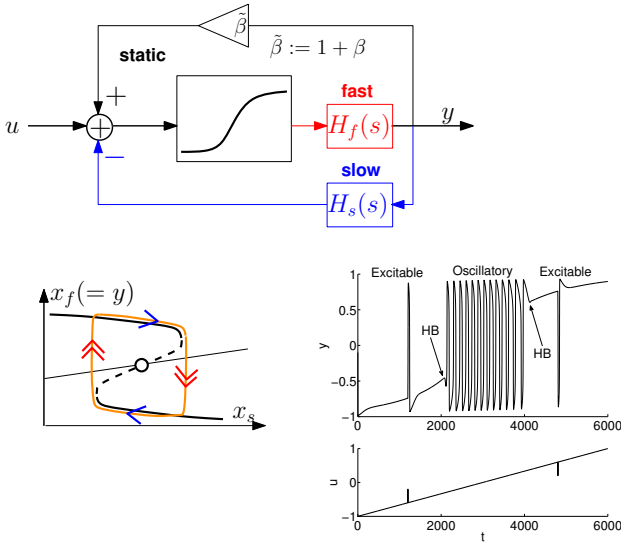 β̃
static
β̃ := 1 + β
+
fast
u
+
H_f(s)
y
−
slow
H_s(s)
x_f(= y)
x_s
Excitable Oscillatory Excitable
1
0.5
0
−0.5
−1
y
HB
HB
0 2000 4000 6000
1
0
−1
u
0 2000 4000 6000
t